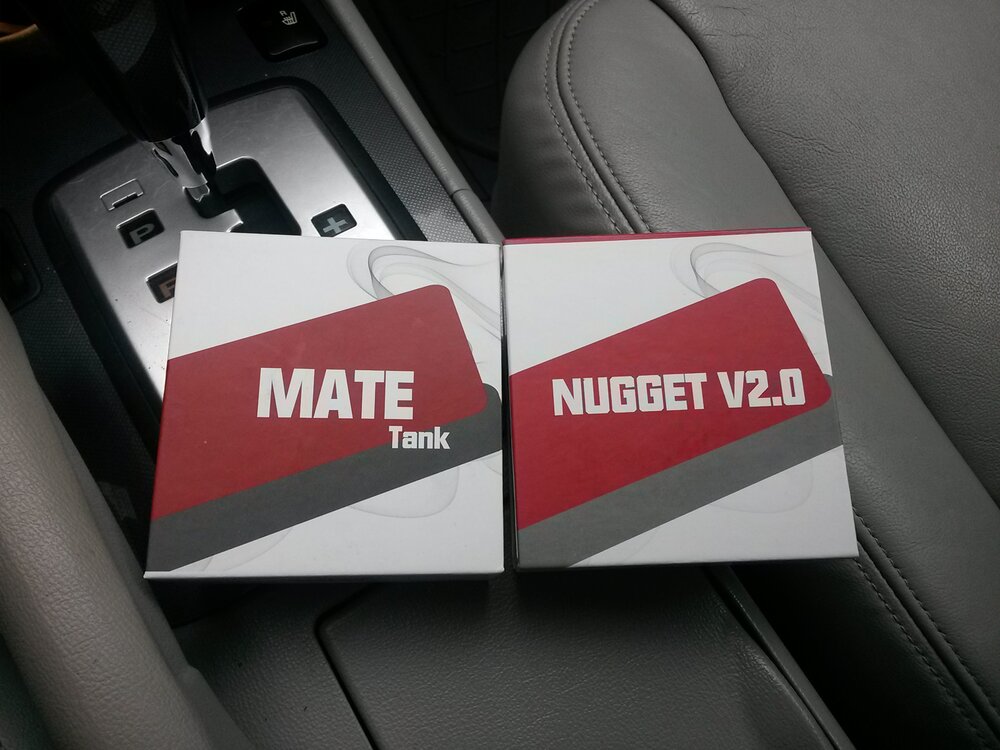 P
+
R
MATE
Tank
NUGGET V2.0